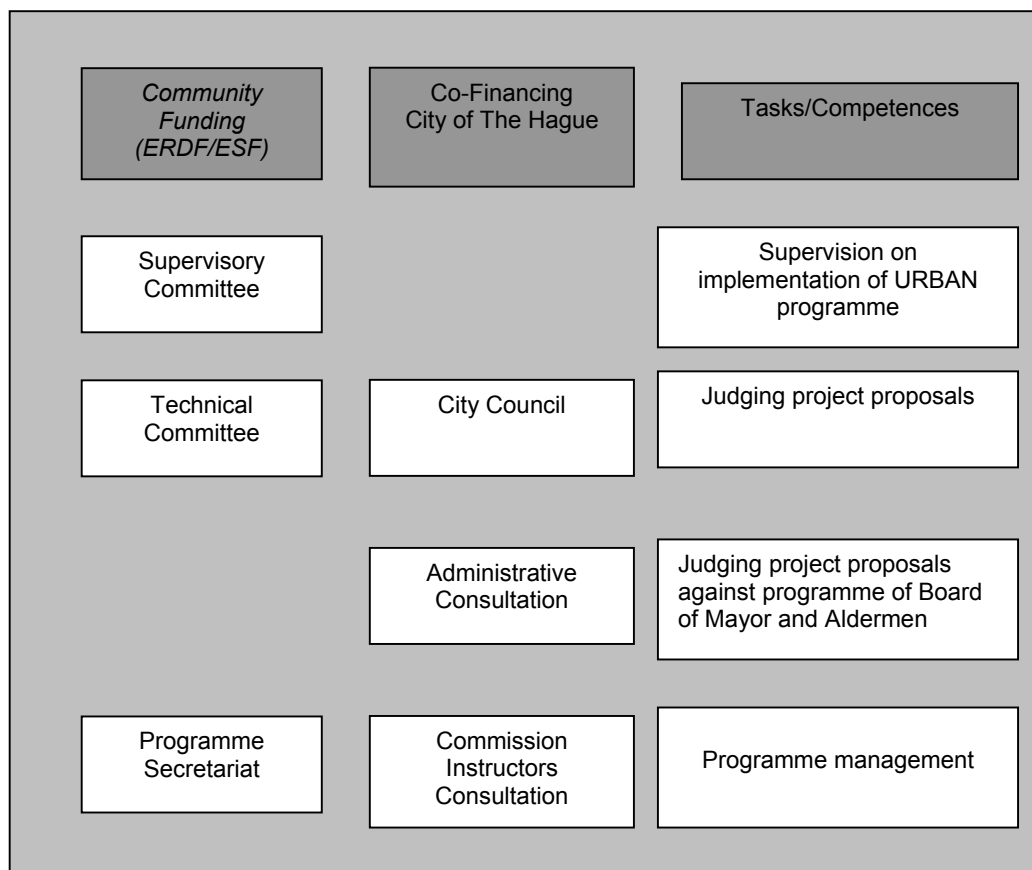 Community
Funding
(ERDF/ESF)
Co-Financing
City of The Hague
Tasks/Competences
Supervisory
Committee
Supervision on
implementation of URBAN
programme
Technical
Committee
City Council
Judging project proposals
Administrative
Consultation
Judging project proposals
against programme of Board
of Mayor and Aldermen
Programme
Secretariat
Commission
Instructors
Consultation
Programme management